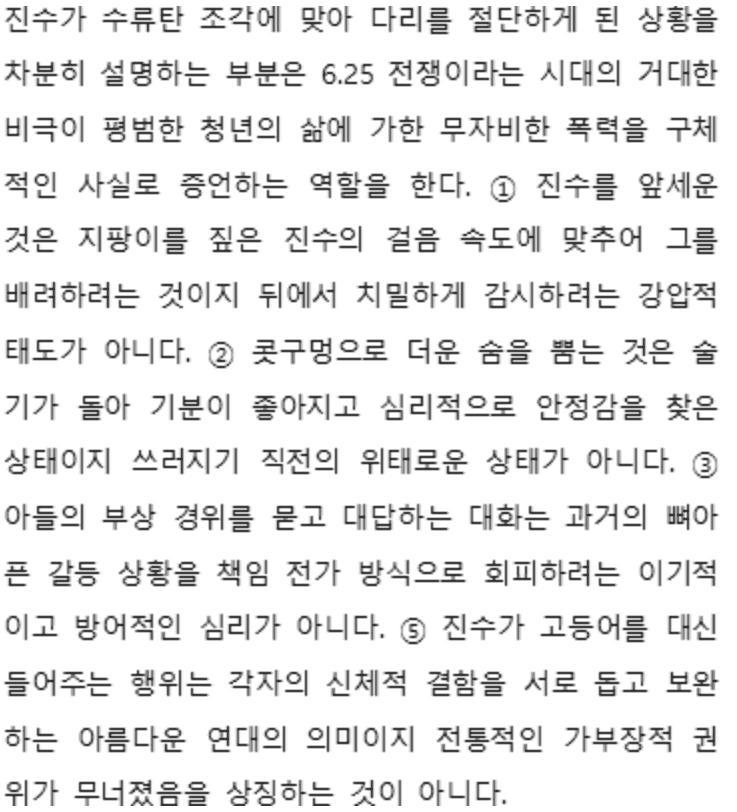 진수가 수류탄 조각에 맞아 다리를 절단하게 된 상황을
차분히 설명하는 부분은 6.25 전쟁이라는 시대의 거대한
비극이 평범한 청년의 삶에 가한 무자비한 폭력을 구체
적인 사실로 증언하는 역할을 한다. ① 진수를 앞세운
것은 지팡이를 짚은 진수의 걸음 속도에 맞추어 그를
배려하려는 것이지 뒤에서 치밀하게 감시하려는 강압적
태도가 아니다. ② 콧구멍으로 더운 숨을 뿜는 것은 술
기가 돌아 기분이 좋아지고 심리적으로 안정감을 찾은
상태이지 쓰러지기 직전의 위태로운 상태가 아니다. ③
아들의 부상 경위를 묻고 대답하는 대화는 과거의 뼈아
픈 갈등 상황을 책임 전가 방식으로 회피하려는 이기적
이고 방어적인 심리가 아니다. ⑤ 진수가 고등어를 대신
들어주는 행위는 각자의 신체적 결함을 서로 돕고 보완
하는 아름다운 연대의 의미이지 전통적인 가부장적 권
위가 무너졌음을 상징하는 것이 아니다.